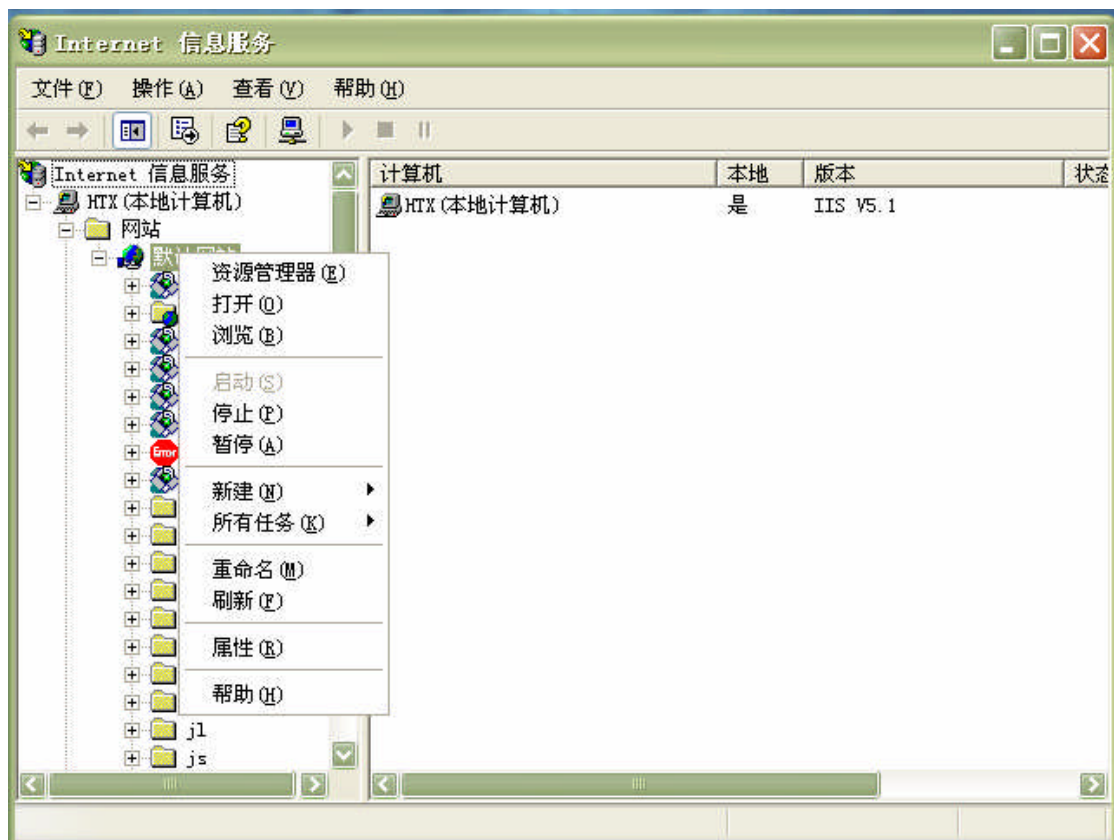 Internet 信息服务
文件(F) 操作(A) 查看(V) 帮助(H)
Internet 信息服务
HTX(本地计算机)
网站
默认网站
Error
jl
js
资源管理器(E)
打开(O)
浏览(B)
启动(S)
停止(P)
暂停(A)
新建(N)
所有任务(K)
重命名(M)
刷新(F)
属性(R)
帮助(H)
计算机 本地 版本 状态
HTX(本地计算机) 是 IIS V5.1